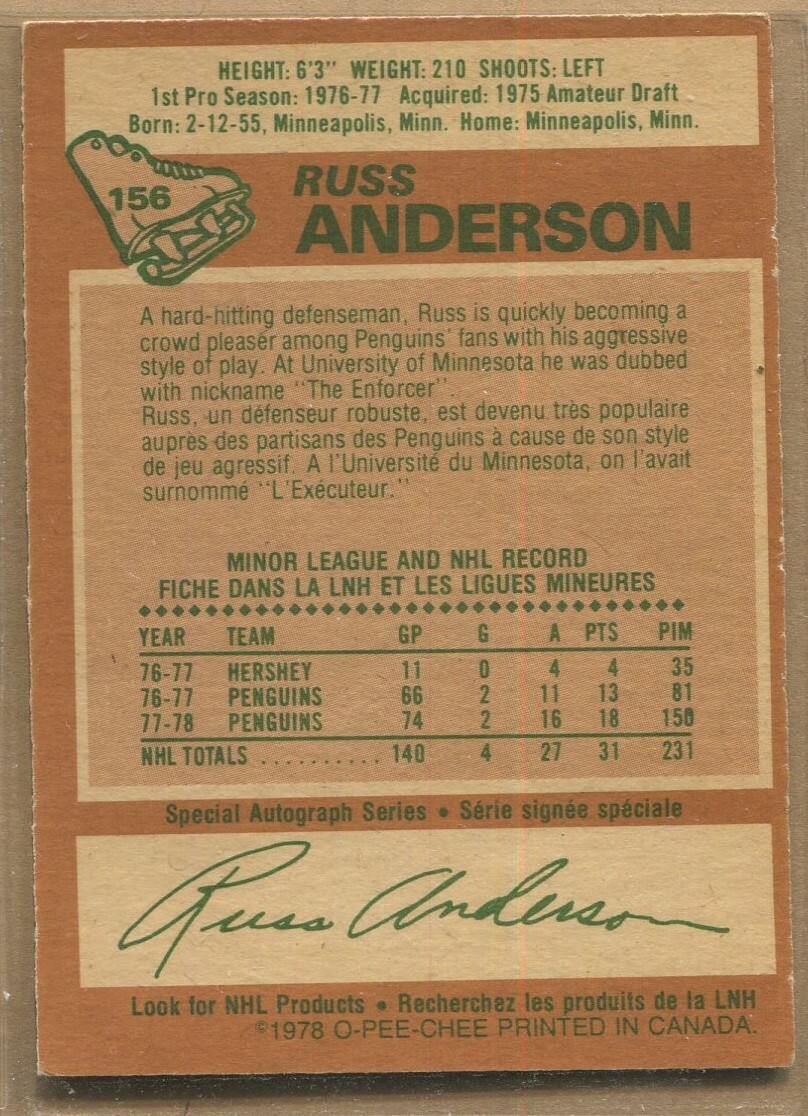 HEIGHT: 6'3" WEIGHT: 210 SHOOTS: LEFT
1st Pro Season: 1976-77 Acquired: 1975 Amateur Draft
Born: 2-12-55, Minneapolis, Minn. Home: Minneapolis, Minn.
156
RUSS
ANDERSON
A hard-hitting defenseman, Russ is quickly becoming a
crowd pleaser among Penguins' fans with his aggressive
style of play. At University of Minnesota he was dubbed
with nickname "The Enforcer".
Russ, un défenseur robuste, est devenu très populaire
auprès des partisans des Penguins à cause de son style
de jeu agressif. A l'Université du Minnesota, on l'avait
surnommé "L'Exécuteur."
MINOR LEAGUE AND NHL RECORD
FICHE DANS LA LNH ET LES LIGUES MINEURES
YEAR TEAM GP G A PTS PIM
76-77 HERSHEY 11 0 4 4 35
76-77 PENGUINS 66 2 11 13 81
77-78 PENGUINS 74 2 16 18 150
NHL TOTALS .......... 140 4 27 31 231
Special Autograph Series • Série signée spéciale
Russ Anderson
Look for NHL Products • Recherchez les produits de la LNH
©1978 O-PEE-CHEE PRINTED IN CANADA.